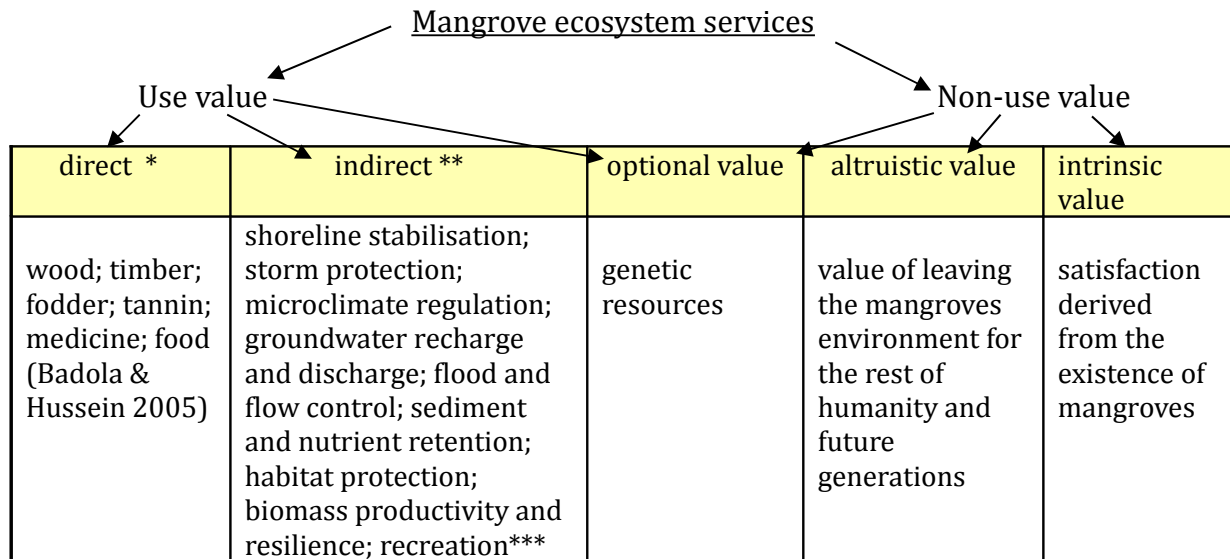 Mangrove ecosystem services
Use value
Non-use value
direct *
indirect **
optional value
altruistic value
intrinsic
value
wood; timber;
fodder; tannin;
medicine; food
(Badola &
Hussein 2005)
shoreline stabilisation;
storm protection;
microclimate regulation;
groundwater recharge
and discharge; flood and
flow control; sediment
and nutrient retention;
habitat protection;
biomass productivity and
resilience; recreation***
genetic
resources
value of leaving
the mangroves
environment for
the rest of
humanity and
future
generations
satisfaction
derived
from the
existence of
mangroves